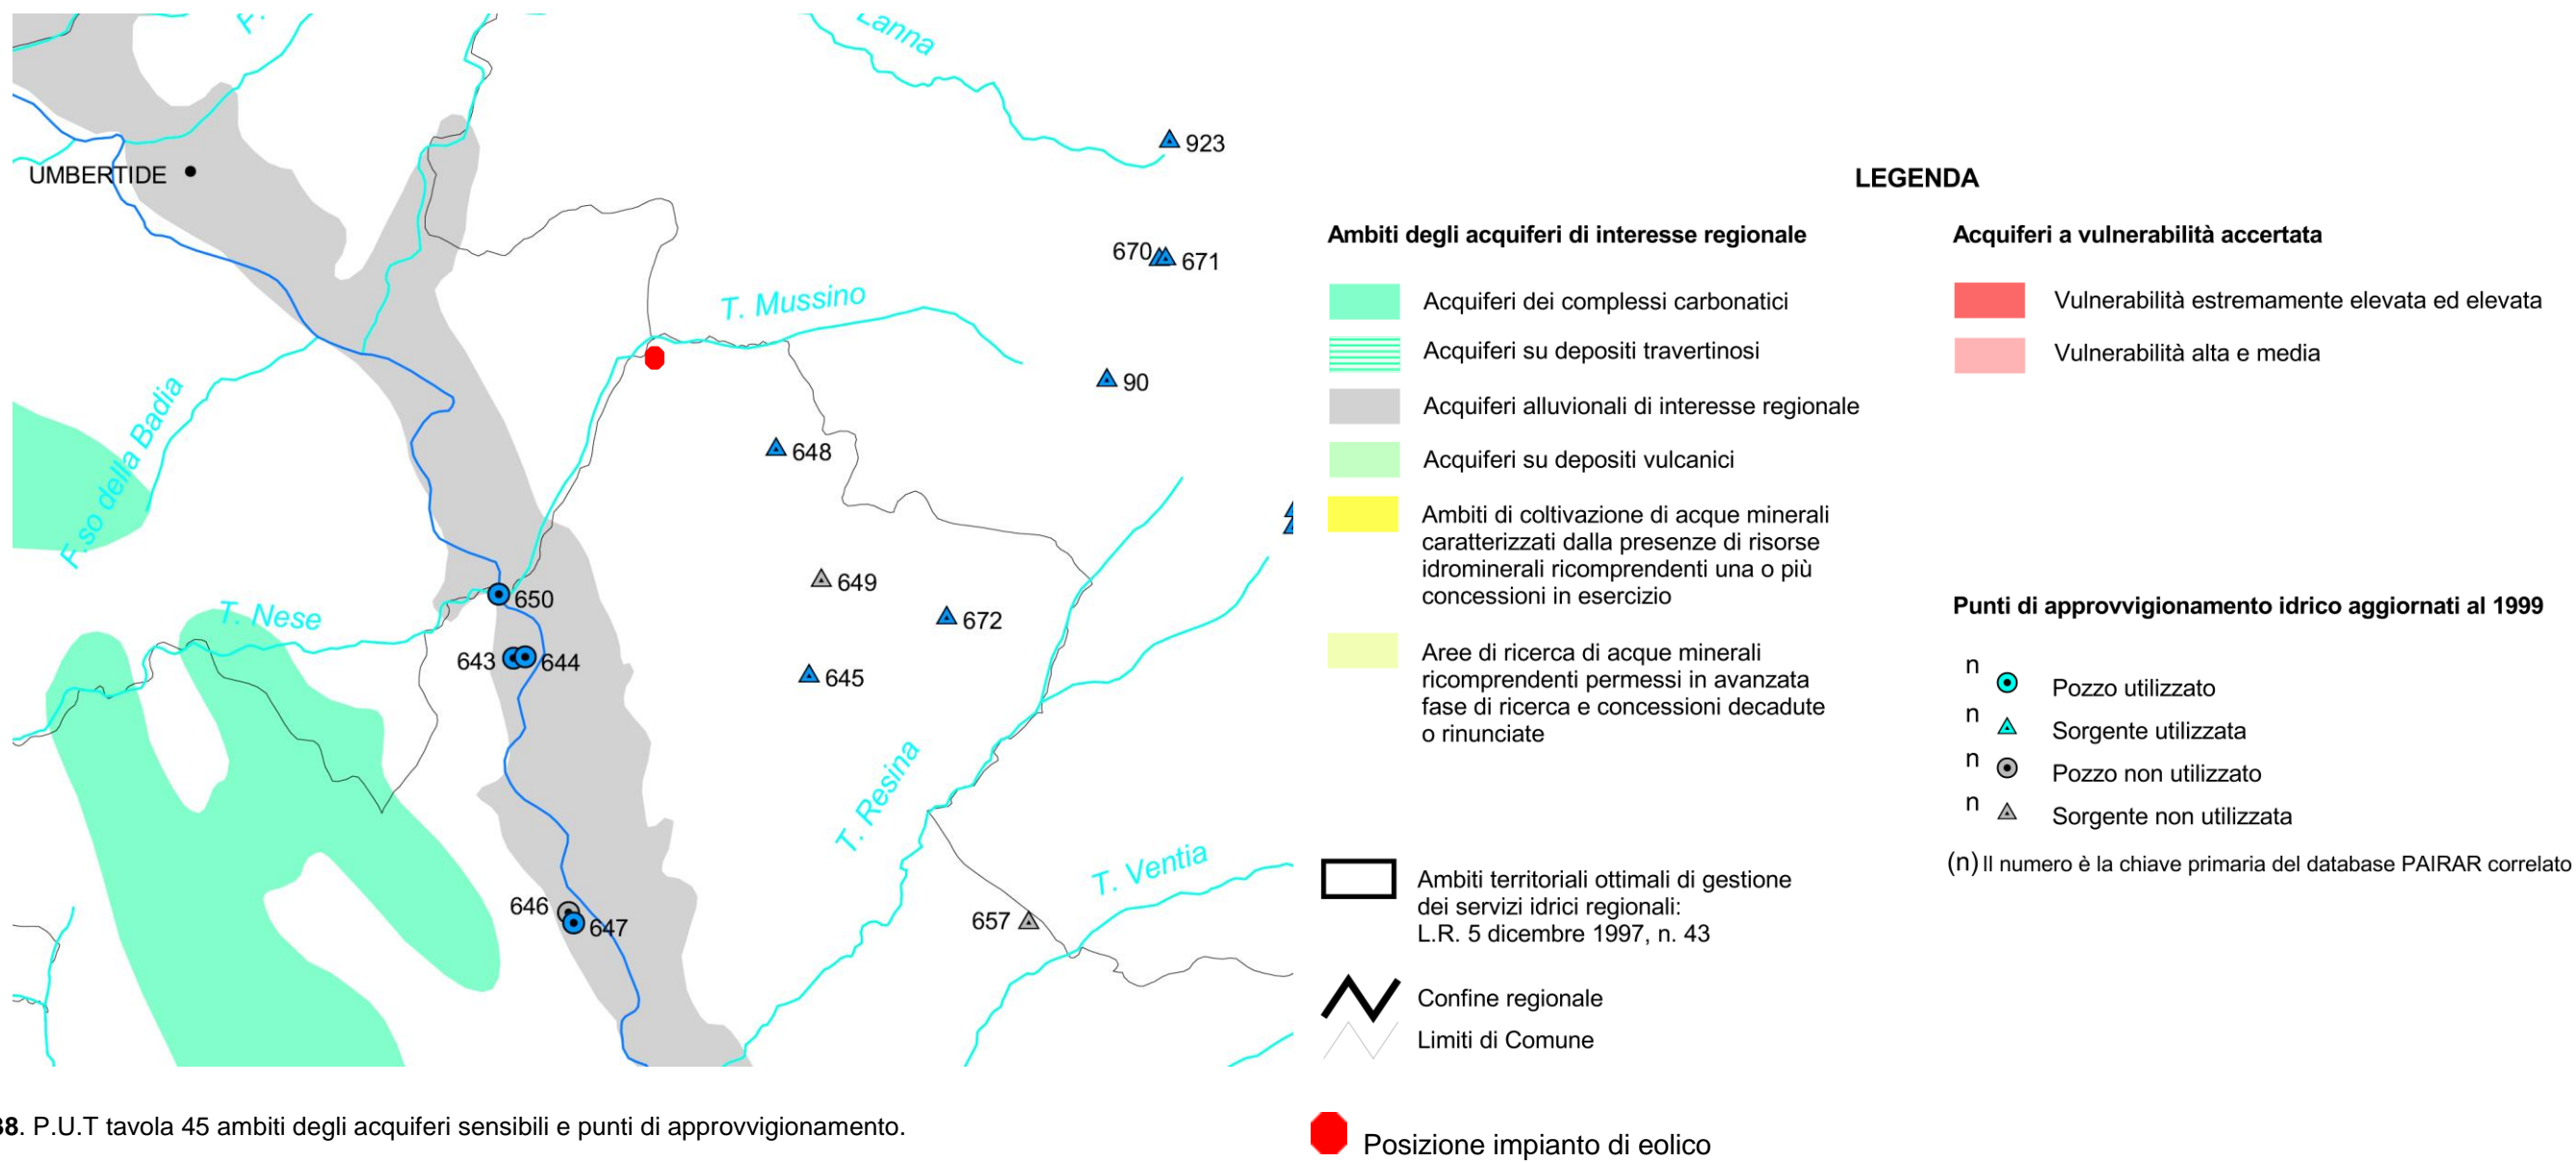 F.
Lanna
923
UMBERTIDE
670
671
T. Mussino
90
F.so della Badia
648
649
650
T. Nese
672
643
644
645
T. Resina
T. Ventia
646
647
657
LEGENDA
Ambiti degli acquiferi di interesse regionale
Acquiferi dei complessi carbonatici
Acquiferi su depositi travertinosi
Acquiferi alluvionali di interesse regionale
Acquiferi su depositi vulcanici
Ambiti di coltivazione di acque minerali
caratterizzati dalla presenze di risorse
idrominerali ricomprendenti una o più
concessioni in esercizio
Aree di ricerca di acque minerali
ricomprendenti permessi in avanzata
fase di ricerca e concessioni decadute
o rinunciate
Ambiti territoriali ottimali di gestione
dei servizi idrici regionali:
L.R. 5 dicembre 1997, n. 43
Confine regionale
Limiti di Comune
Acquiferi a vulnerabilità accertata
Vulnerabilità estremamente elevata ed elevata
Vulnerabilità alta e media
Punti di approvvigionamento idrico aggiornati al 1999
n Pozzo utilizzato
n Sorgente utilizzata
n Pozzo non utilizzato
n Sorgente non utilizzata
(n) Il numero è la chiave primaria del database PAIRAR correlato
38. P.U.T tavola 45 ambiti degli acquiferi sensibili e punti di approvvigionamento.
Posizione impianto di eolico